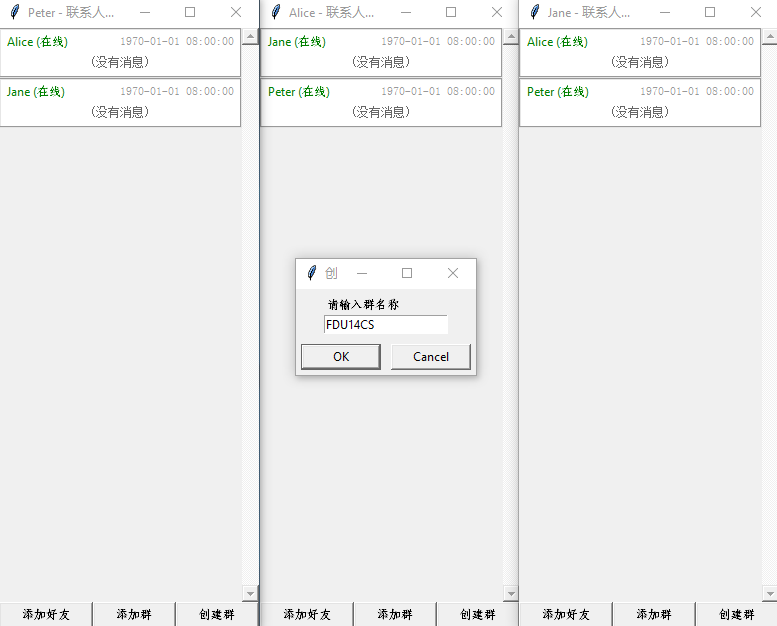 Peter - 联系人...
Alice (在线) 1970-01-01 08:00:00
(没有消息)
Jane (在线) 1970-01-01 08:00:00
(没有消息)
添加好友 添加群 创建群
Alice - 联系人...
Jane (在线) 1970-01-01 08:00:00
(没有消息)
Peter (在线) 1970-01-01 08:00:00
(没有消息)
添加好友 添加群 创建群
Jane - 联系人...
Alice (在线) 1970-01-01 08:00:00
(没有消息)
Peter (在线) 1970-01-01 08:00:00
(没有消息)
添加好友 添加群 创建群
创
请输入群名称
FDU14CS
OK Cancel